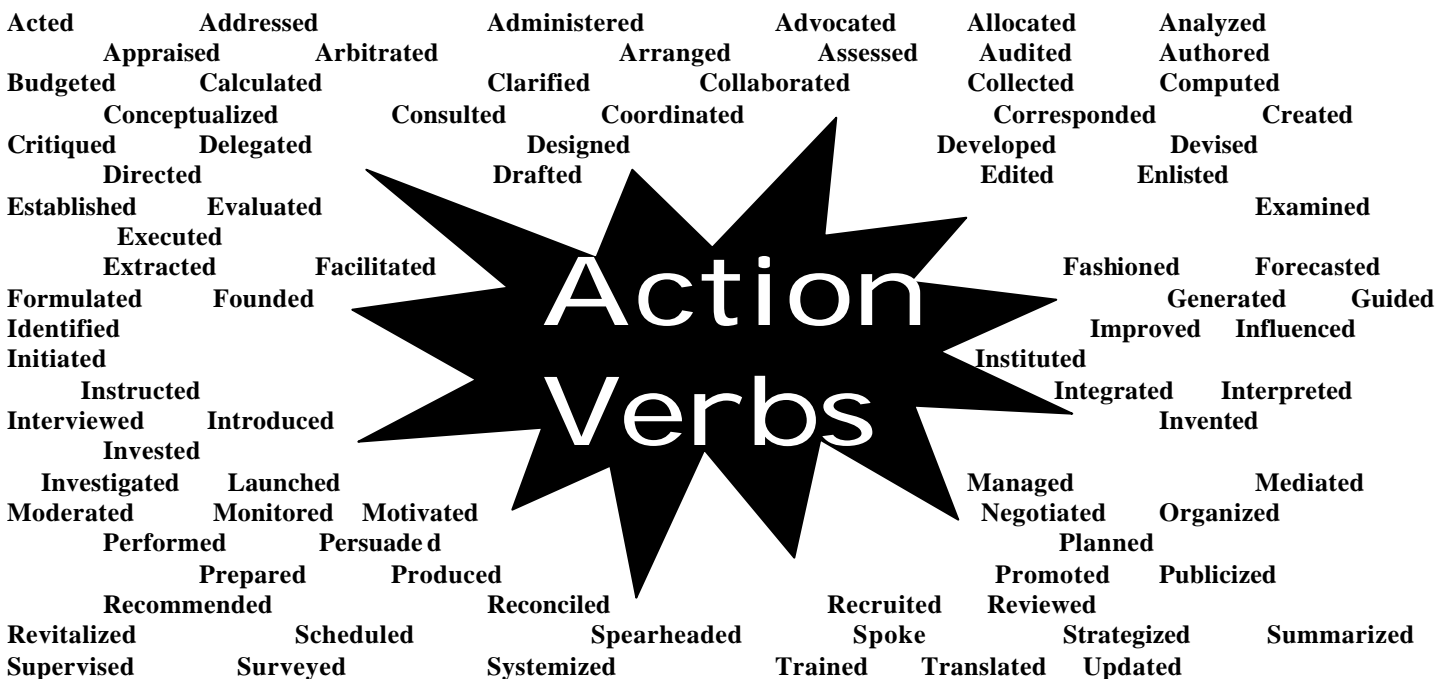 Acted Addressed Administered Advocated Allocated Analyzed
Appraised Arbitrated Arranged Assessed Audited Authored
Budgeted Calculated Clarified Collaborated Collected Computed
Conceptualized Consulted Coordinated Corresponded Created
Critiqued Delegated Designed Developed Devised
Directed Drafted Edited Enlisted
Established Evaluated Examined
Executed
Extracted Facilitated Fashioned Forecasted
Formulated Founded Generated Guided
Identified Improved Influenced
Initiated Instituted
Instructed Integrated Interpreted
Interviewed Introduced Invented
Invested
Investigated Launched Managed Mediated
Moderated Monitored Motivated Negotiated Organized
Performed Persuade d Planned
Prepared Produced Promoted Publicized
Recommended Reconciled Recruited Reviewed
Revitalized Scheduled Spearheaded Spoke Strategized Summarized
Supervised Surveyed Systemized Trained Translated Updated
Action
Verbs